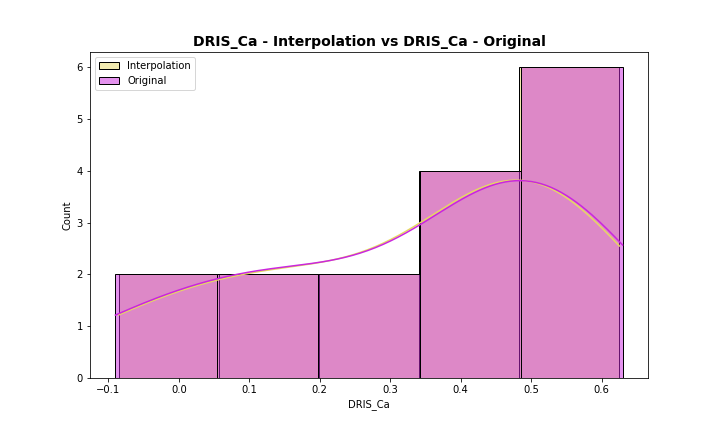 DRIS_Ca - Interpolation vs DRIS_Ca - Original
Interpolation
Original
6
5
4
3
2
1
0
Count
−0.1 0.0 0.1 0.2 0.3 0.4 0.5 0.6
DRIS_Ca